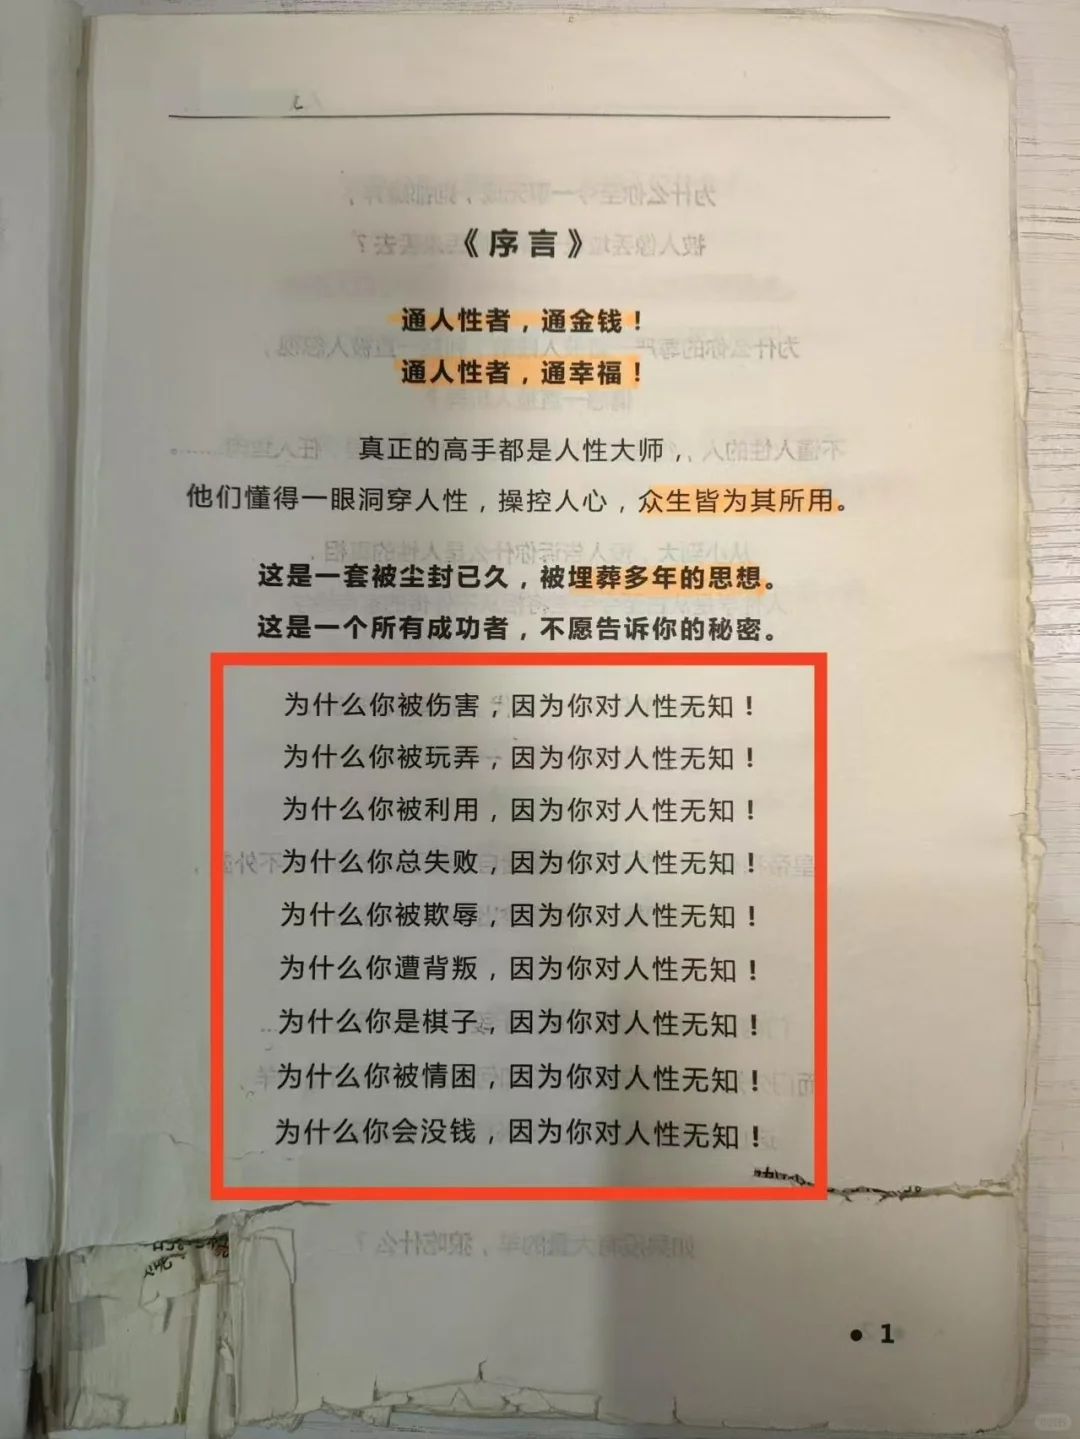 《序言》
通人性者，通金钱！
通人性者，通幸福！
真正的高手都是人性大师，
他们懂得一眼洞穿人性，操控人心，众生皆为其所用。
这是一套被尘封已久，被埋葬多年的思想。
这是一个所有成功者，不愿告诉你的秘密。
为什么你被伤害，因为你对人性无知！
为什么你被玩弄，因为你对人性无知！
为什么你被利用，因为你对人性无知！
为什么你总失败，因为你对人性无知！
为什么你被欺辱，因为你对人性无知！
为什么你遭背叛，因为你对人性无知！
为什么你是棋子，因为你对人性无知！
为什么你被情困，因为你对人性无知！
为什么你会没钱，因为你对人性无知！
● 1